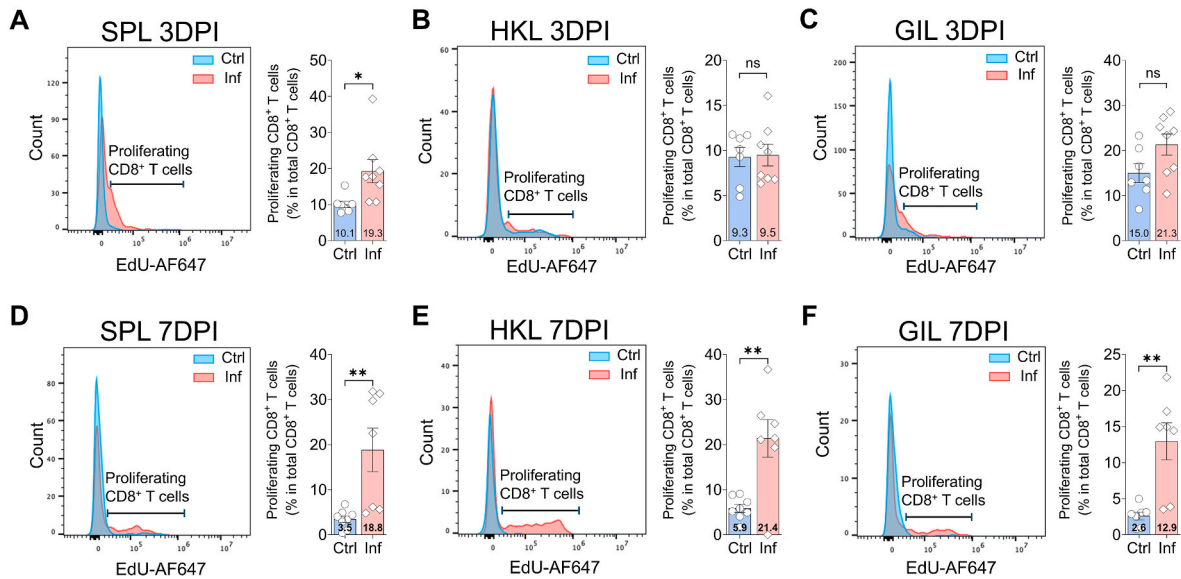 A
SPL 3DPI
Ctrl
Inf
Count
120
90
60
30
0
Proliferating
CD8⁺ T cells
0 10⁵ 10⁶ 10⁷
EdU-AF647
Proliferating CD8⁺ T cells
(% in total CD8⁺ T cells)
50
40
30
20
10
0
*
10.1 19.3
Ctrl Inf
B
HKL 3DPI
Ctrl
Inf
Count
60
40
20
0
Proliferating
CD8⁺ T cells
0 10⁵ 10⁶ 10⁷
EdU-AF647
Proliferating CD8⁺ T cells
(% in total CD8⁺ T cells)
20
15
10
5
0
ns
9.3 9.5
Ctrl Inf
C
GIL 3DPI
Ctrl
Inf
Count
200
150
100
50
0
Proliferating
CD8⁺ T cells
0 10⁵ 10⁶ 10⁷
EdU-AF647
Proliferating CD8⁺ T cells
(% in total CD8⁺ T cells)
40
30
20
10
0
ns
15.0 21.3
Ctrl Inf
D
SPL 7DPI
Ctrl
Inf
Count
80
60
40
20
0
Proliferating
CD8⁺ T cells
0 10⁵ 10⁶ 10⁷
EdU-AF647
Proliferating CD8⁺ T cells
(% in total CD8⁺ T cells)
40
30
20
10
0
**
3.5 18.8
Ctrl Inf
E
HKL 7DPI
Ctrl
Inf
Count
40
30
20
10
0
Proliferating
CD8⁺ T cells
0 10⁵ 10⁶ 10⁷
EdU-AF647
Proliferating CD8⁺ T cells
(% in total CD8⁺ T cells)
40
30
20
10
0
**
5.9 21.4
Ctrl Inf
F
GIL 7DPI
Ctrl
Inf
Count
30
20
10
0
Proliferating
CD8⁺ T cells
0 10⁵ 10⁶ 10⁷
EdU-AF647
Proliferating CD8⁺ T cells
(% in total CD8⁺ T cells)
25
20
15
10
5
0
**
2.6 12.9
Ctrl Inf